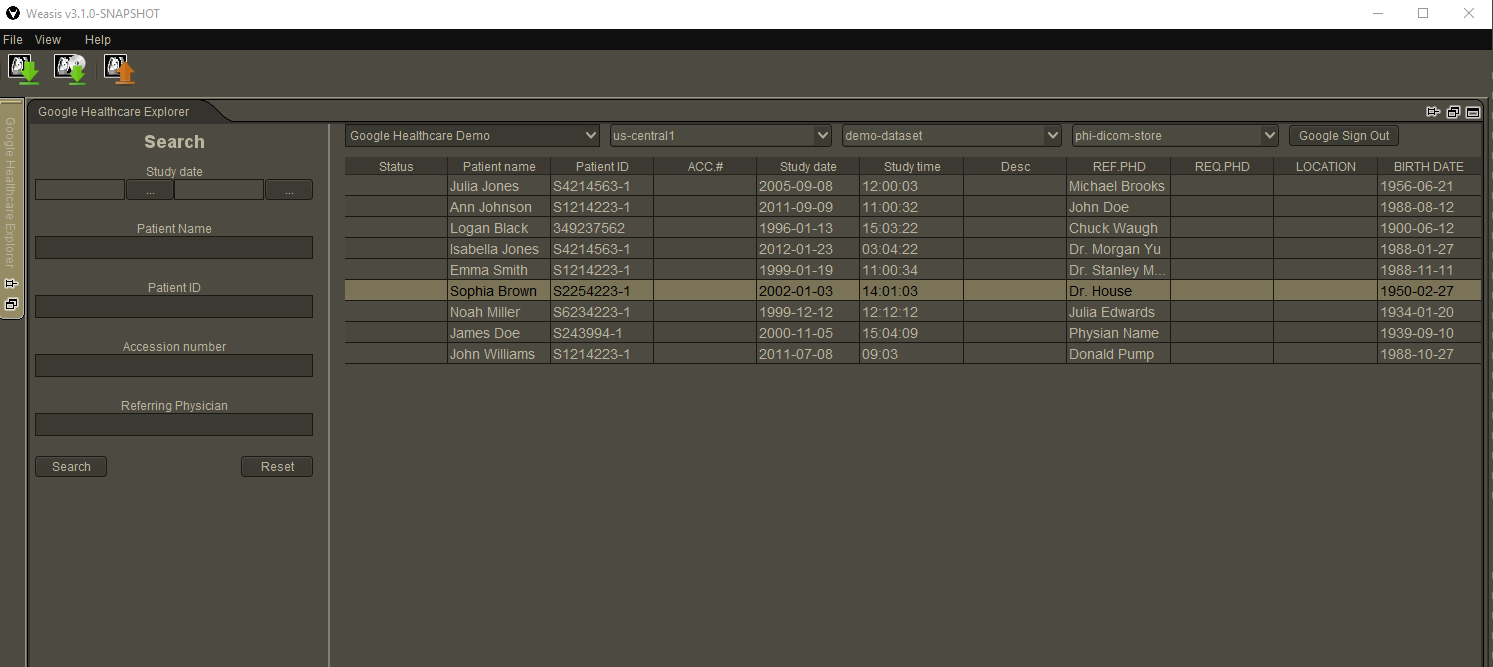 Weasis v3.1.0-SNAPSHOT
File View Help
Google Healthcare Explorer
Google Healthcare Explorer
Search
Study date
... ...
Patient Name
Patient ID
Accession number
Referring Physician
Search Reset
Google Healthcare Demo us-central1 demo-dataset phi-dicom-store Google Sign Out
Status Patient name Patient ID ACC.# Study date Study time Desc REF.PHD REQ.PHD LOCATION BIRTH DATE
Julia Jones S4214563-1 2005-09-08 12:00:03 Michael Brooks 1956-06-21
Ann Johnson S1214223-1 2011-09-09 11:00:32 John Doe 1988-08-12
Logan Black 349237562 1996-01-13 15:03:22 Chuck Waugh 1900-06-12
Isabella Jones S4214563-1 2012-01-23 03:04:22 Dr. Morgan Yu 1988-01-27
Emma Smith S1214223-1 1999-01-19 11:00:34 Dr. Stanley M... 1988-11-11
Sophia Brown S2254223-1 2002-01-03 14:01:03 Dr. House 1950-02-27
Noah Miller S6234223-1 1999-12-12 12:12:12 Julia Edwards 1934-01-20
James Doe S243994-1 2000-11-05 15:04:09 Physian Name 1939-09-10
John Williams S1214223-1 2011-07-08 09:03 Donald Pump 1988-10-27